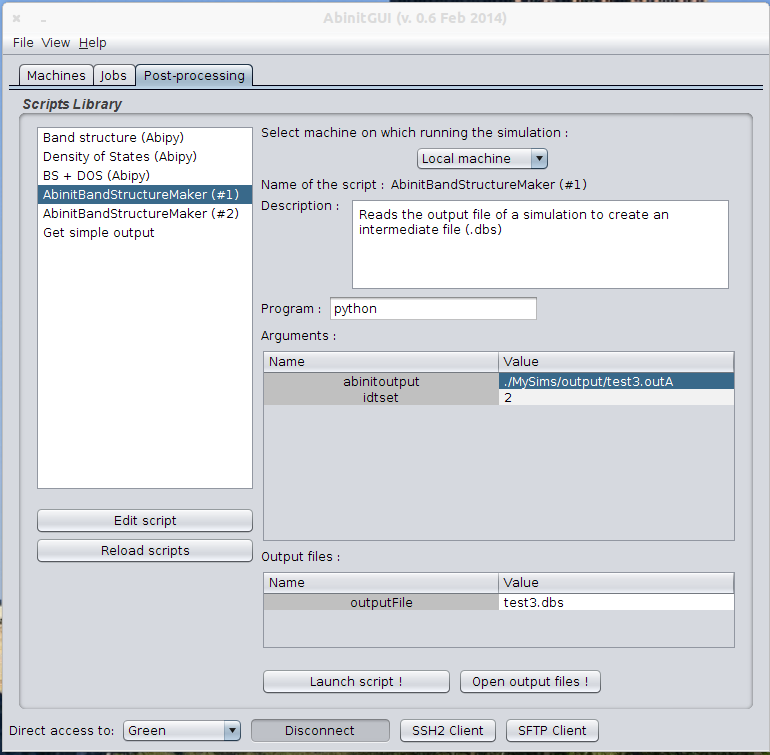 AbinitGUI (v. 0.6 Feb 2014)
File View Help
Machines Jobs Post-processing
Scripts Library
Band structure (Abipy)
Density of States (Abipy)
BS + DOS (Abipy)
AbinitBandStructureMaker (#1)
AbinitBandStructureMaker (#2)
Get simple output
Edit script
Reload scripts
Select machine on which running the simulation :
Local machine
Name of the script : AbinitBandStructureMaker (#1)
Description :
Reads the output file of a simulation to create an
intermediate file (.dbs)
Program : python
Arguments :
Name Value
abinitoutput ./MySims/output/test3.outA
idtset 2
Output files :
Name Value
outputFile test3.dbs
Launch script ! Open output files !
Direct access to: Green Disconnect SSH2 Client SFTP Client